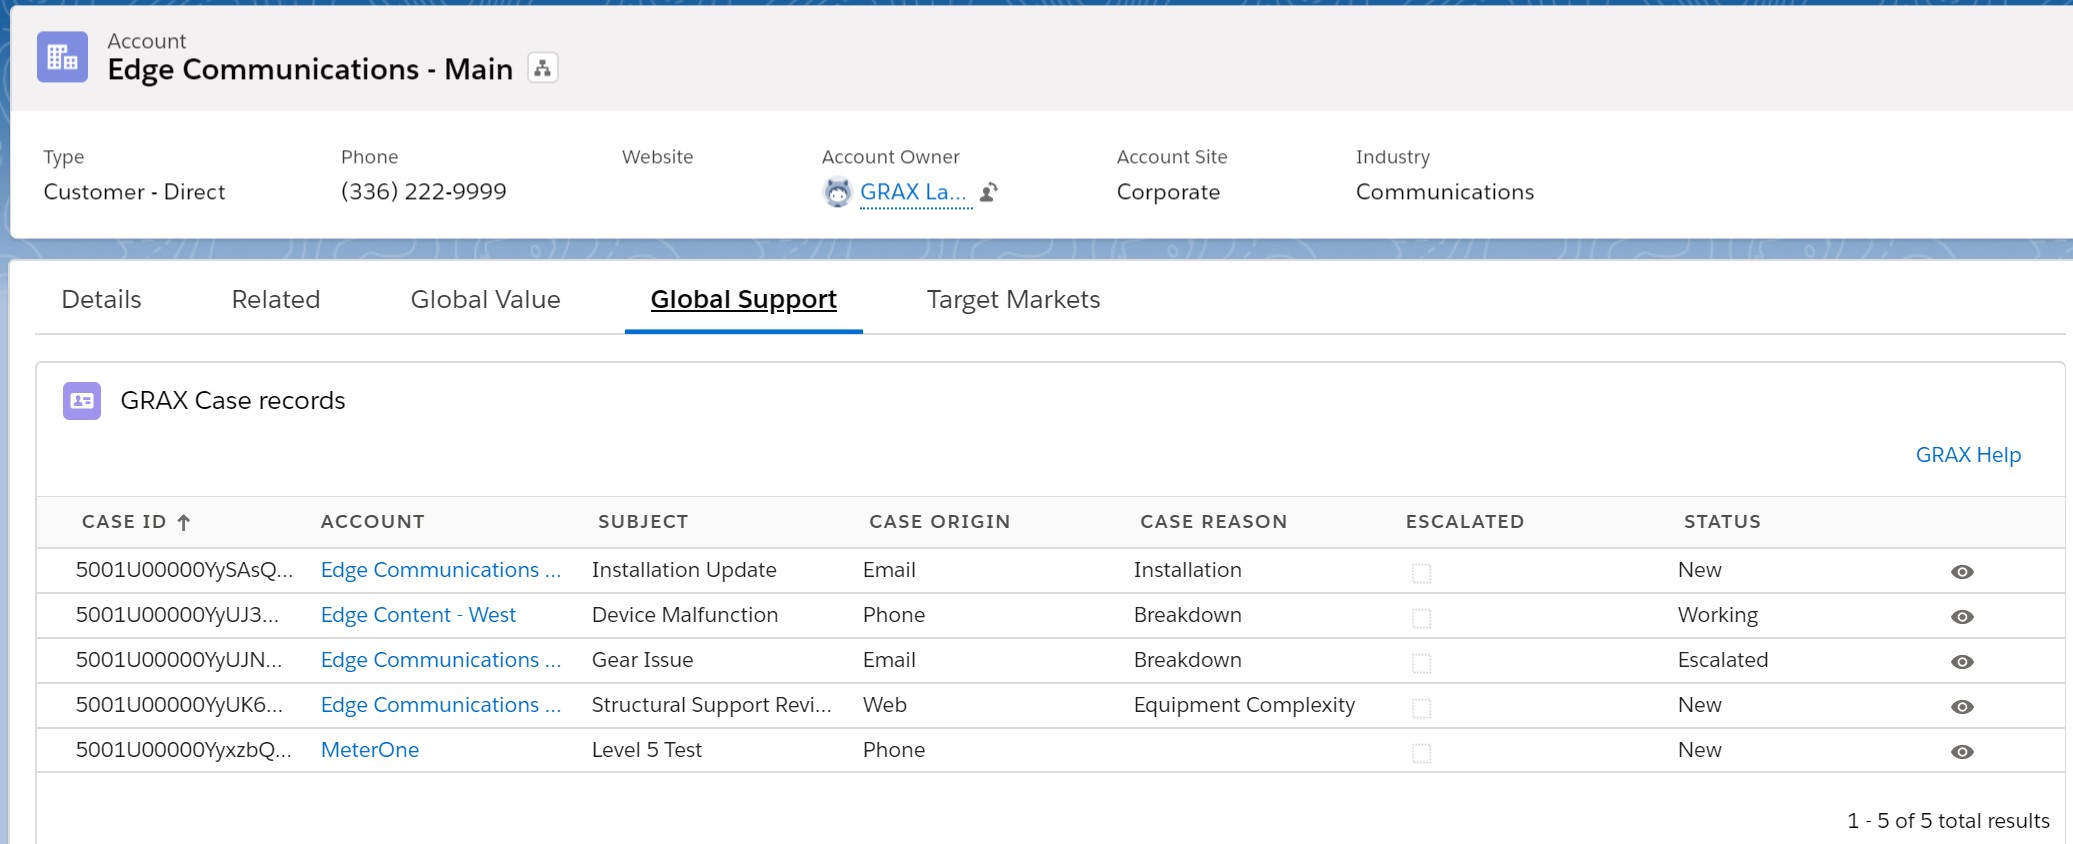 Account
Edge Communications - Main
Type Phone Website Account Owner Account Site Industry
Customer - Direct (336) 222-9999 GRAX La... Corporate Communications
Details Related Global Value Global Support Target Markets
GRAX Case records
GRAX Help
CASE ID ↑ ACCOUNT SUBJECT CASE ORIGIN CASE REASON ESCALATED STATUS
5001U00000YySAsQ... Edge Communications ... Installation Update Email Installation New
5001U00000YyUJ3... Edge Content - West Device Malfunction Phone Breakdown Working
5001U00000YyUJN... Edge Communications ... Gear Issue Email Breakdown Escalated
5001U00000YyUK6... Edge Communications ... Structural Support Revi... Web Equipment Complexity New
5001U00000YyxzbQ... MeterOne Level 5 Test Phone New
1 - 5 of 5 total results